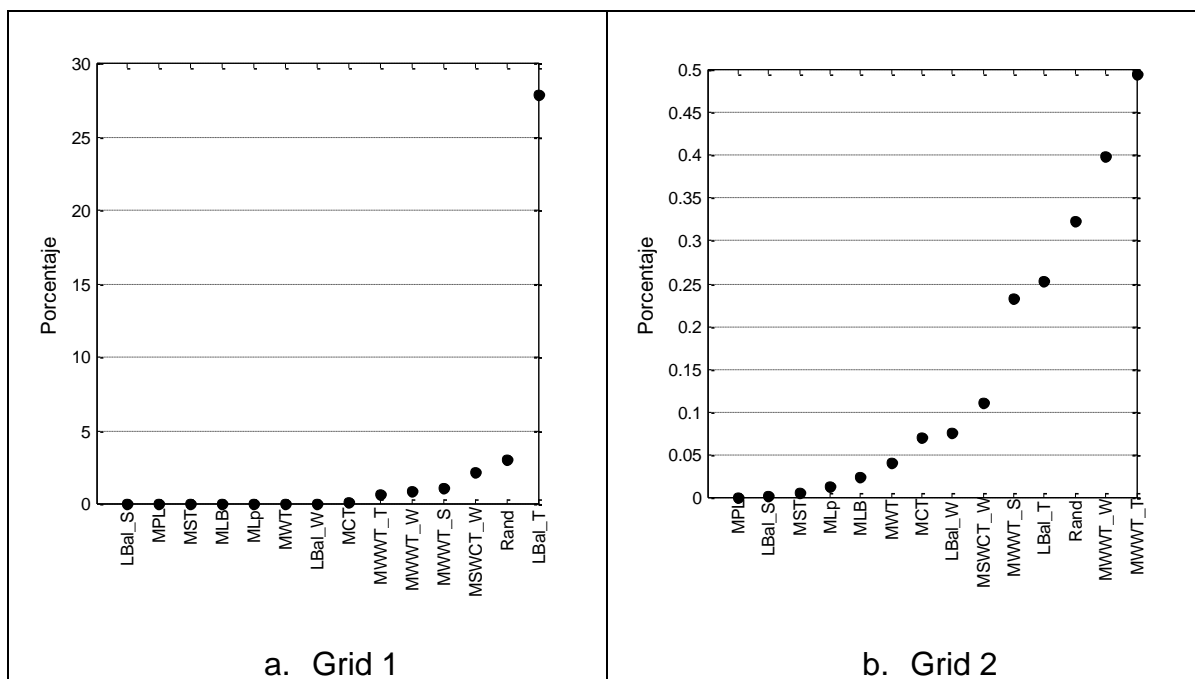 30
25
20
15
10
5
0
Porcentaje
LBal_S
MPL
MST
MLB
MLp
MWT
LBal_W
MCT
MWWT_T
MWWT_W
MWWT_S
MSWCT_W
Rand
LBal_T
a. Grid 1
0.5
0.45
0.4
0.35
0.3
0.25
0.2
0.15
0.1
0.05
0
Porcentaje
MPL
LBal_S
MST
MLp
MLB
MWT
MCT
LBal_W
MSWCT_W
MWWT_S
LBal_T
Rand
MWWT_W
MWWT_T
b. Grid 2